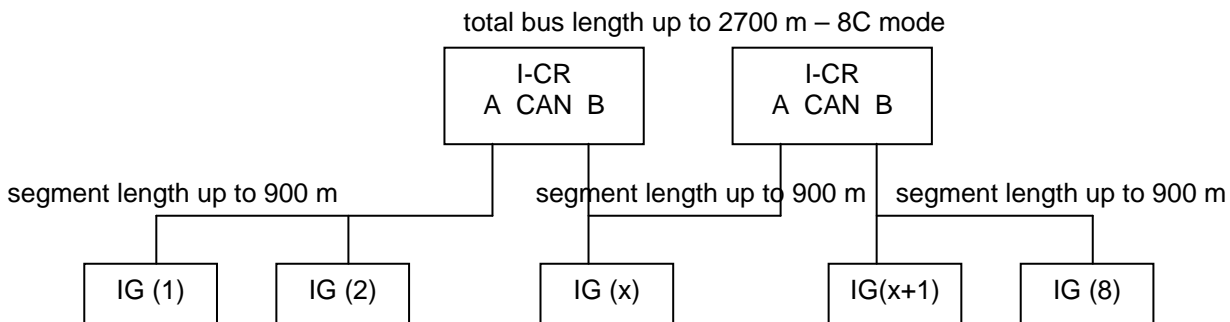 total bus length up to 2700 m – 8C mode
I-CR
A CAN B
I-CR
A CAN B
segment length up to 900 m
segment length up to 900 m
segment length up to 900 m
IG (1)
IG (2)
IG (x)
IG(x+1)
IG (8)